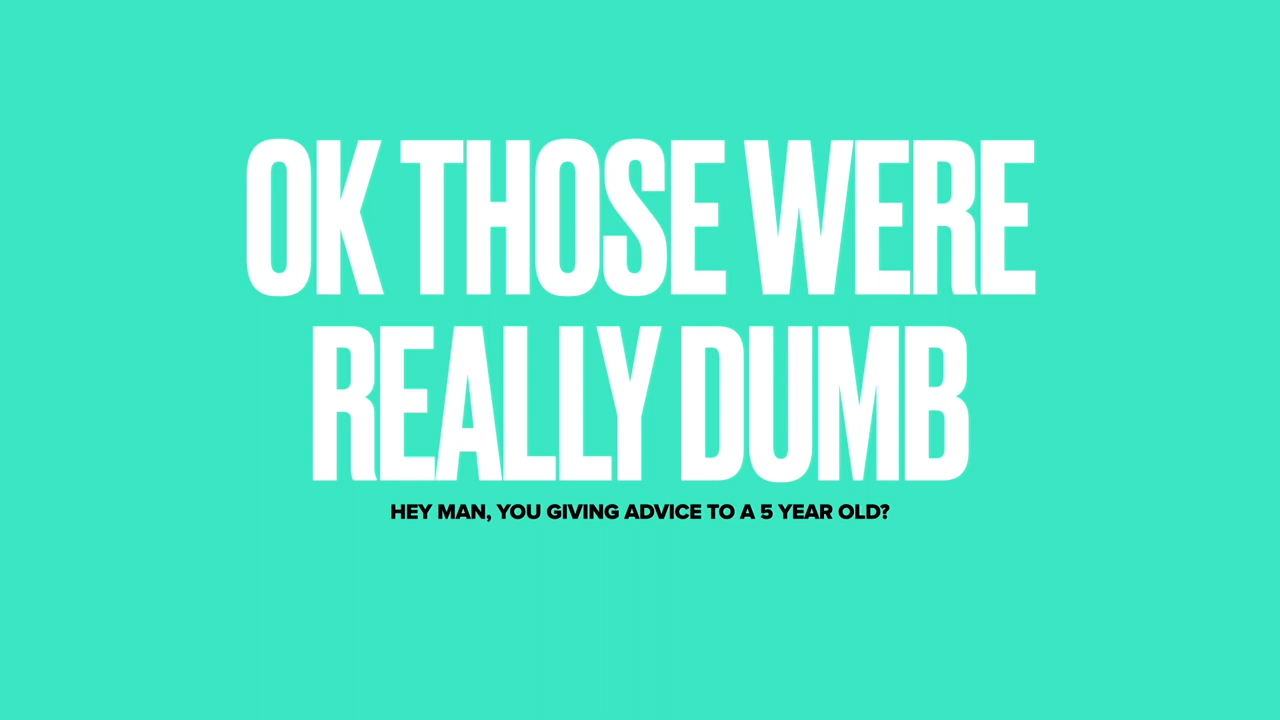 OK THOSE WERE
REALLY DUMB
HEY MAN, YOU GIVING ADVICE TO A 5 YEAR OLD?